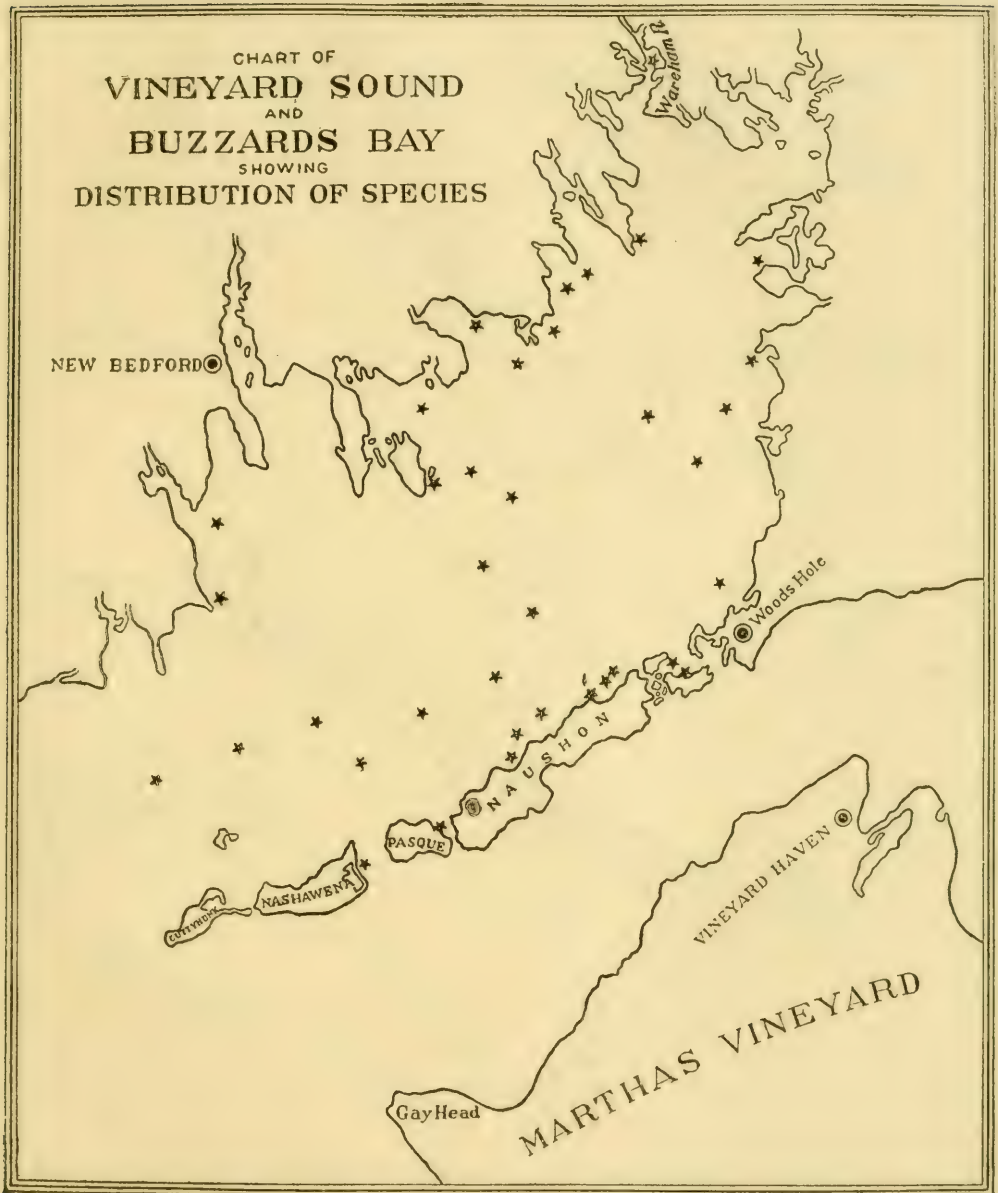 CHART OF
VINEYARD SOUND
AND
BUZZARDS BAY
SHOWING
DISTRIBUTION OF SPECIES
Wareham R
NEW BEDFORD
Woods Hole
NAUSHON
PASQUE
NASHAWENA
CUTTYHUNK
VINEYARD HAVEN
MARTHAS VINEYARD
Gay Head